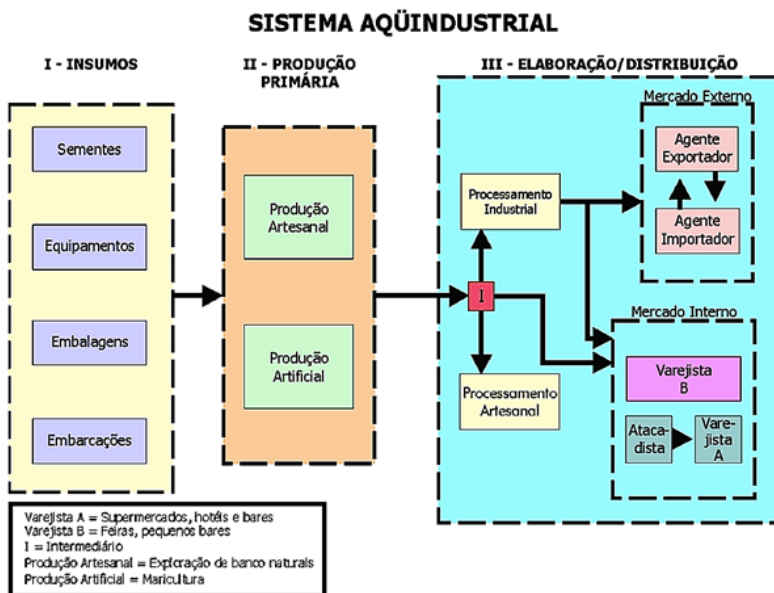 SISTEMA AQÜINDUSTRIAL
I - INSUMOS
II - PRODUÇÃO
PRIMÁRIA
III - ELABORAÇÃO/DISTRIBUIÇÃO
Sementes
Equipamentos
Embalagens
Embarcações
Produção
Artesanal
Produção
Artificial
Processamento
Industrial
I
Processamento
Artesanal
Mercado Externo
Agente
Exportador
Agente
Importador
Mercado Interno
Varejista
B
Ataca-
dista
Vare-
jista
A
Varejista A = Supermercados, hotéis e bares
Varejista B = Feiras, pequenos bares
I = Intermediário
Produção Artesanal = Exploração de banco naturais
Produção Artificial = Maricultura